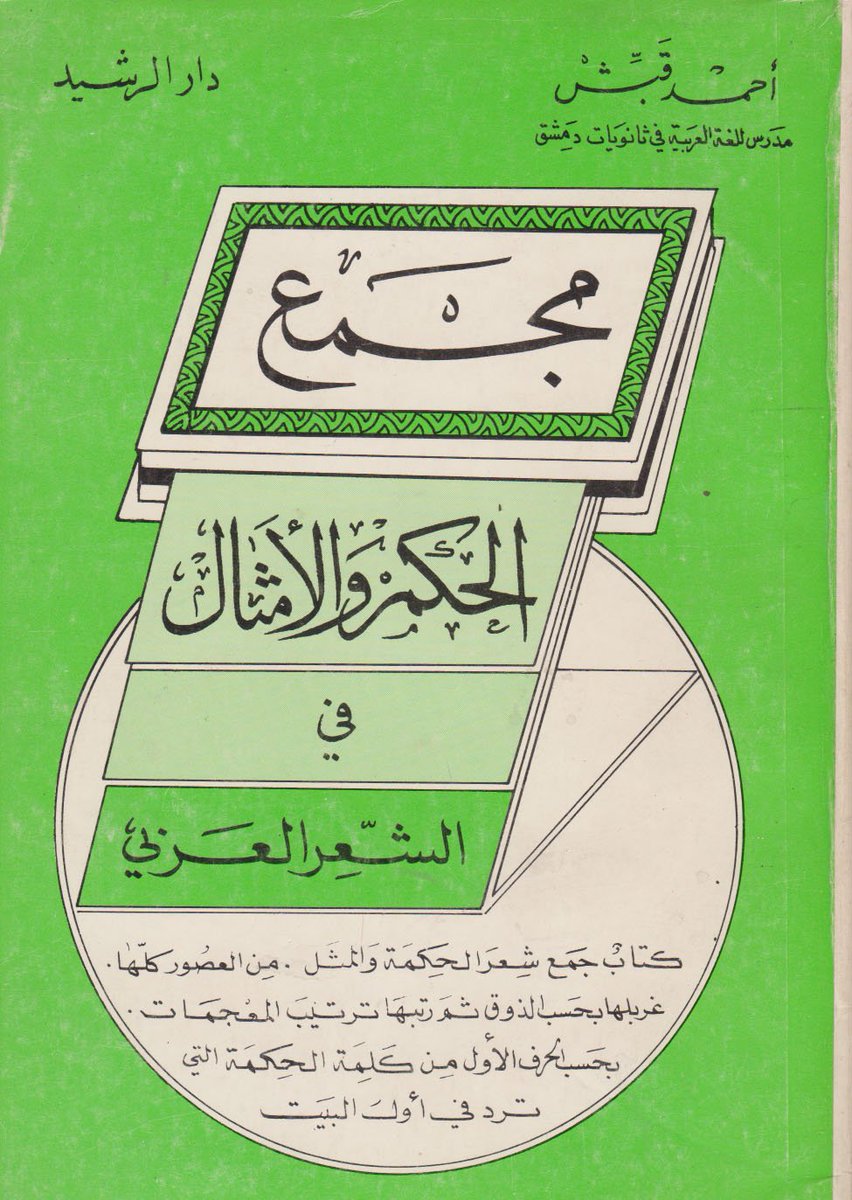 أحمد قَبِّش
مدرس للغة العربية في ثانويات دمشق
دار الرشيد
مجمع
الحكم والأمثال
في
الشعر العربي
كتاب جمع شعر الحكمة والمثل . من العصور كلّها .
غربلها بحسب الذوق ثم رتبها ترتيب المعجمات .
بحسب الحرف الأول من كلمة الحكمة التي
ترد في أول البيت